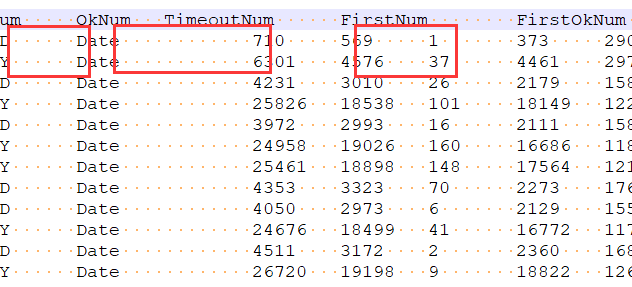 um OkNum TimeoutNum FirstNum FirstOkNum
D Date 710 569 1 373 290
Y Date 6301 4576 37 4461 297
D Date 4231 3010 26 2179 158
Y Date 25826 18538 101 18149 122
D Date 3972 2993 16 2111 158
Y Date 24958 19026 160 16686 118
Y Date 25461 18898 148 17564 121
D Date 4353 3323 70 2273 176
D Date 4050 2973 6 2129 155
Y Date 24676 18499 41 16772 117
D Date 4511 3172 2 2360 168
Y Date 26720 19198 9 18822 126